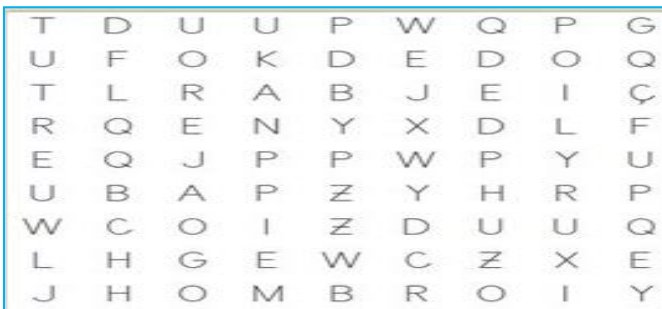 T D U U P W Q P G
U F O K D E D O Q
T L R A B J E I Ç
R Q E N Y X D L F
E Q J P P W P Y U
U B A P Z Y H R P
W C O I Z D U U Q
L H G E W C Z X E
J H O M B R O I Y